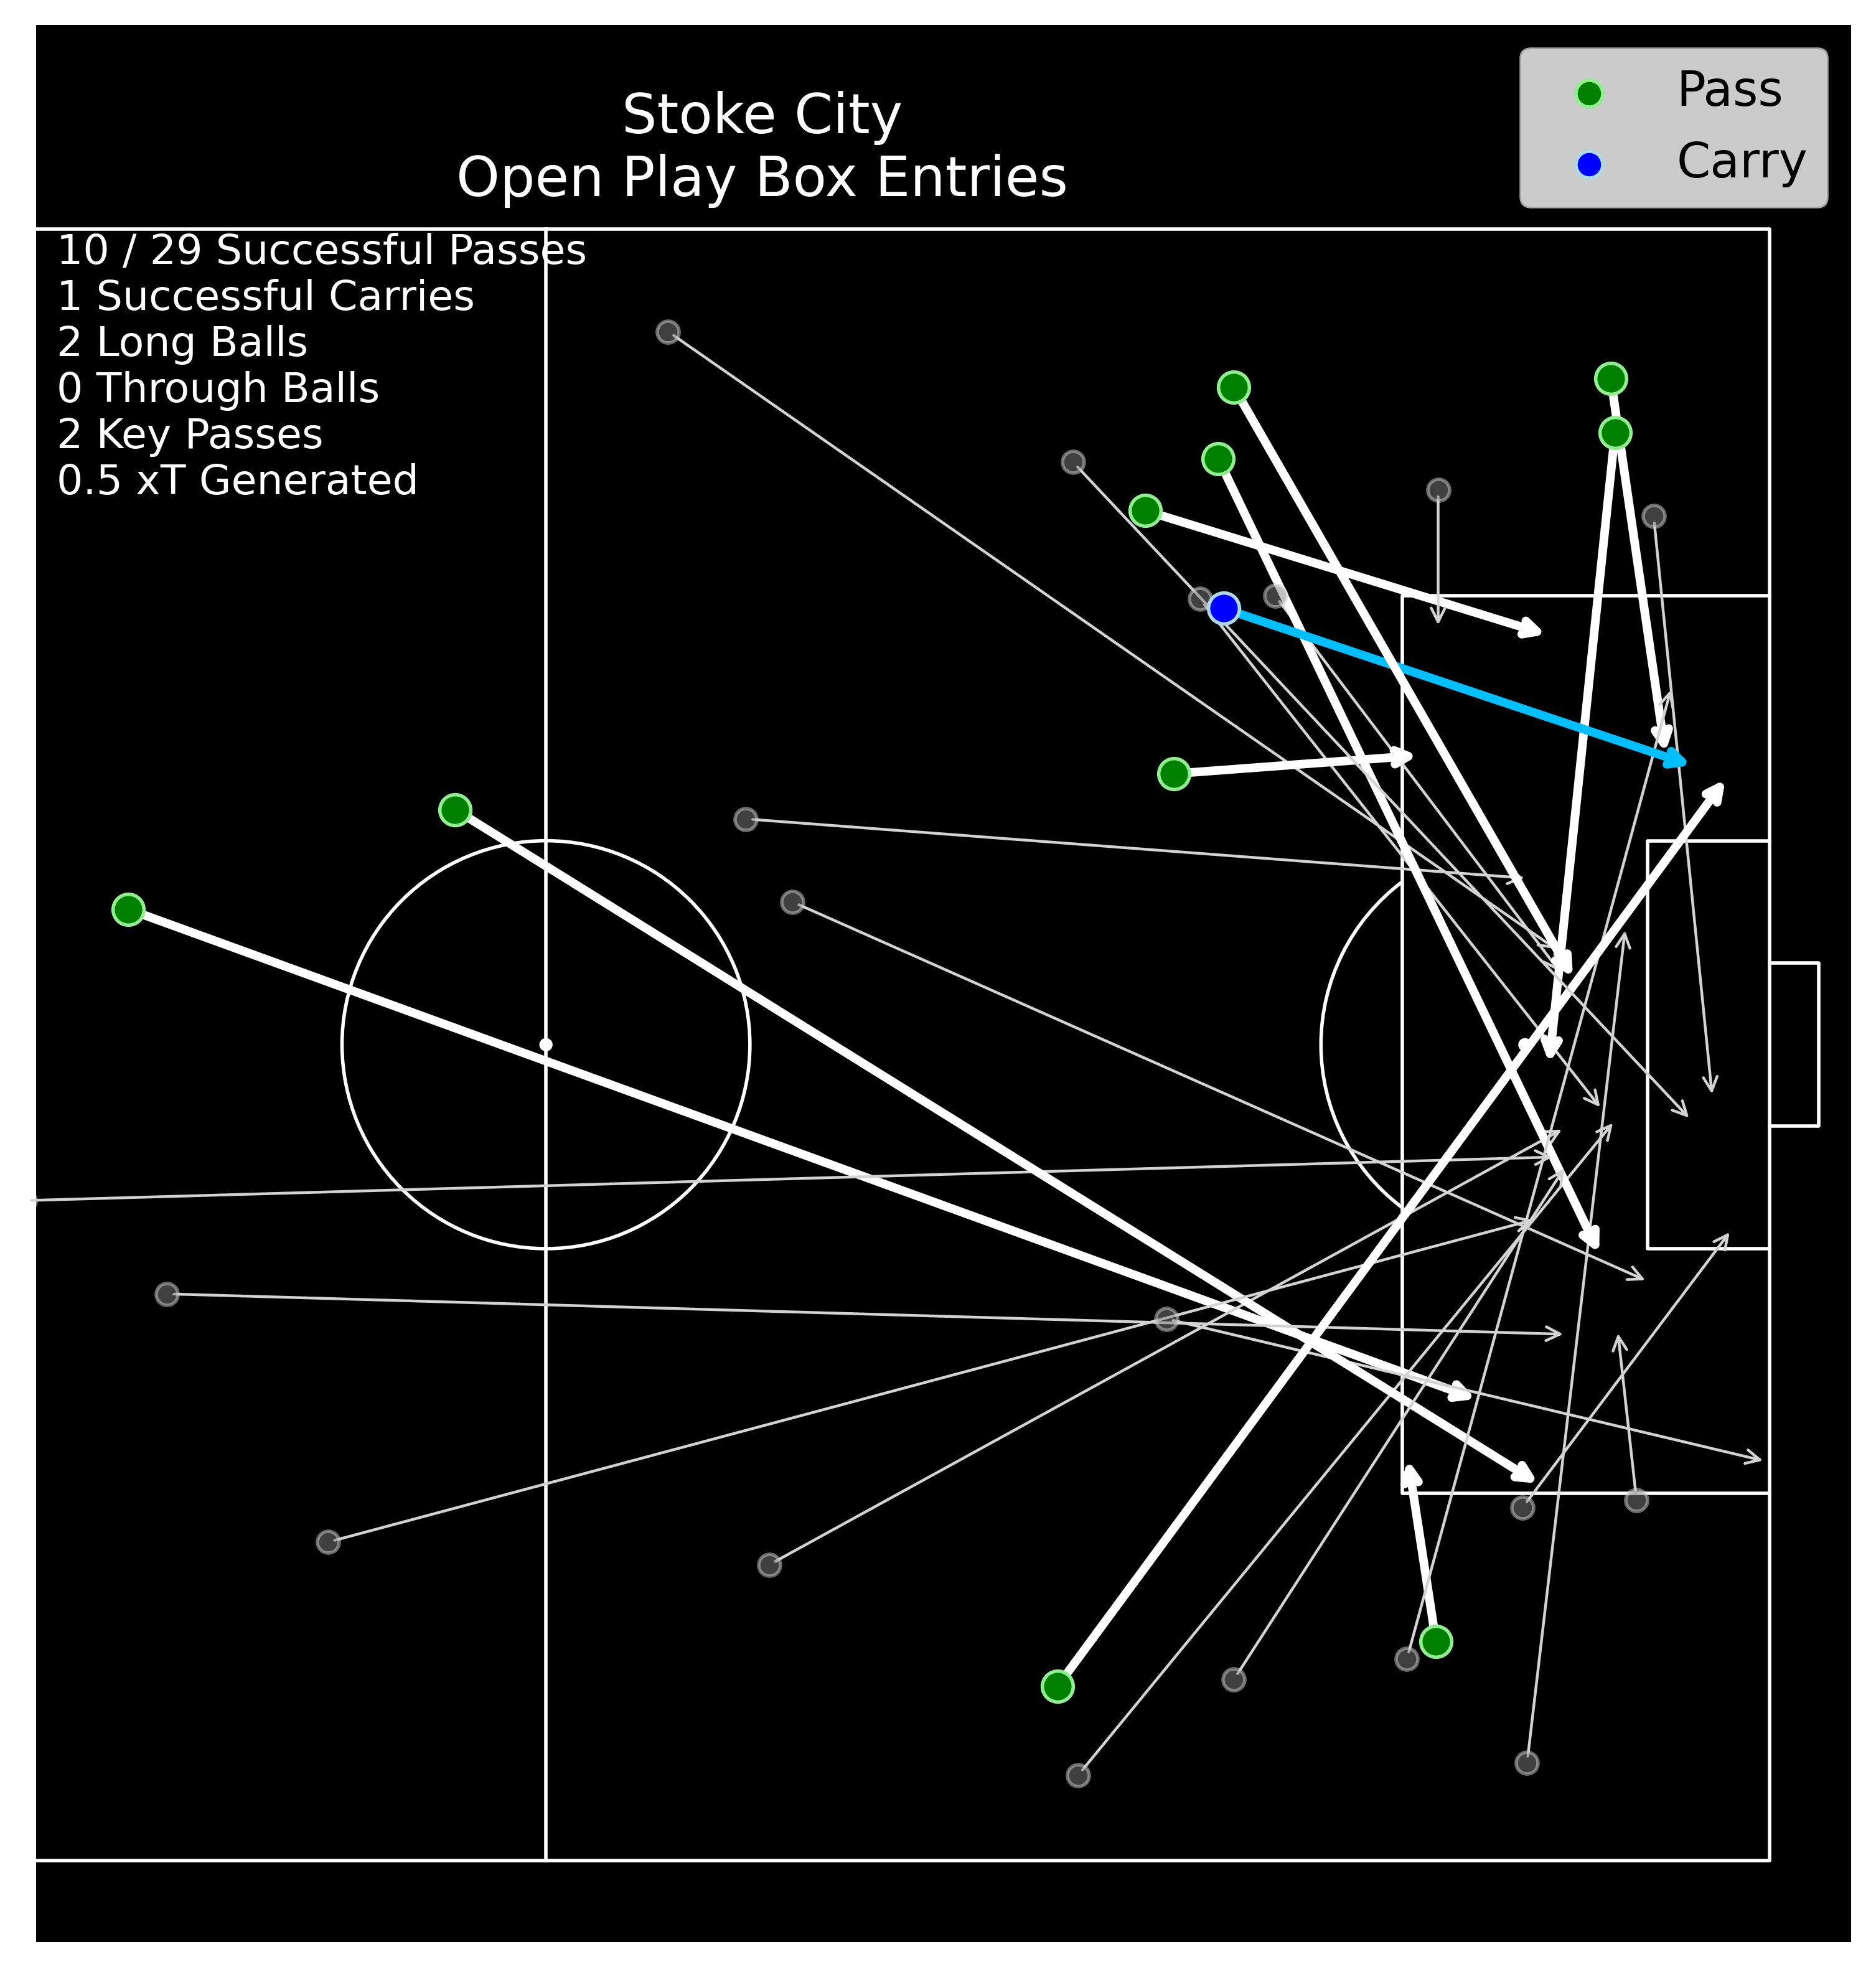 Stoke City
Open Play Box Entries
Pass
Carry
10 / 29 Successful Passes
1 Successful Carries
2 Long Balls
0 Through Balls
2 Key Passes
0.5 xT Generated